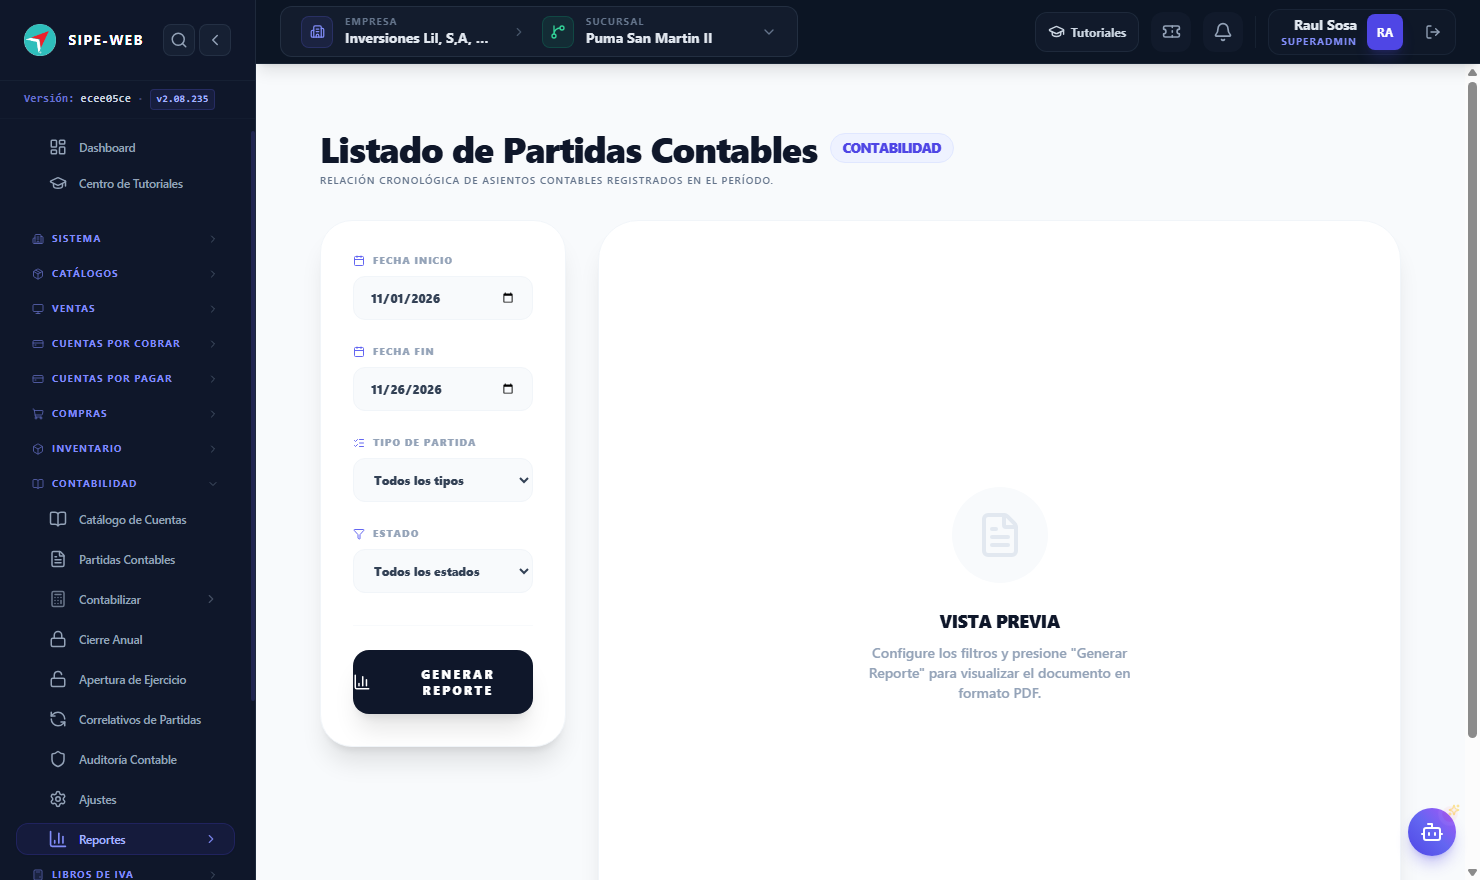 SIPE-WEB
EMPRESA
Inversiones Lil, S,A, ...
SUCURSAL
Puma San Martin II
Tutoriales
Raul Sosa
SUPERADMIN
RA
Versión: ecee05ce · v2.08.235
Dashboard
Centro de Tutoriales
SISTEMA
CATÁLOGOS
VENTAS
CUENTAS POR COBRAR
CUENTAS POR PAGAR
COMPRAS
INVENTARIO
CONTABILIDAD
Catálogo de Cuentas
Partidas Contables
Contabilizar
Cierre Anual
Apertura de Ejercicio
Correlativos de Partidas
Auditoría Contable
Ajustes
Reportes
LIBROS DE IVA
Listado de Partidas Contables
CONTABILIDAD
RELACIÓN CRONOLÓGICA DE ASIENTOS CONTABLES REGISTRADOS EN EL PERÍODO.
FECHA INICIO
11/01/2026
FECHA FIN
11/26/2026
TIPO DE PARTIDA
Todos los tipos
ESTADO
Todos los estados
GENERAR
REPORTE
VISTA PREVIA
Configure los filtros y presione "Generar
Reporte" para visualizar el documento en
formato PDF.